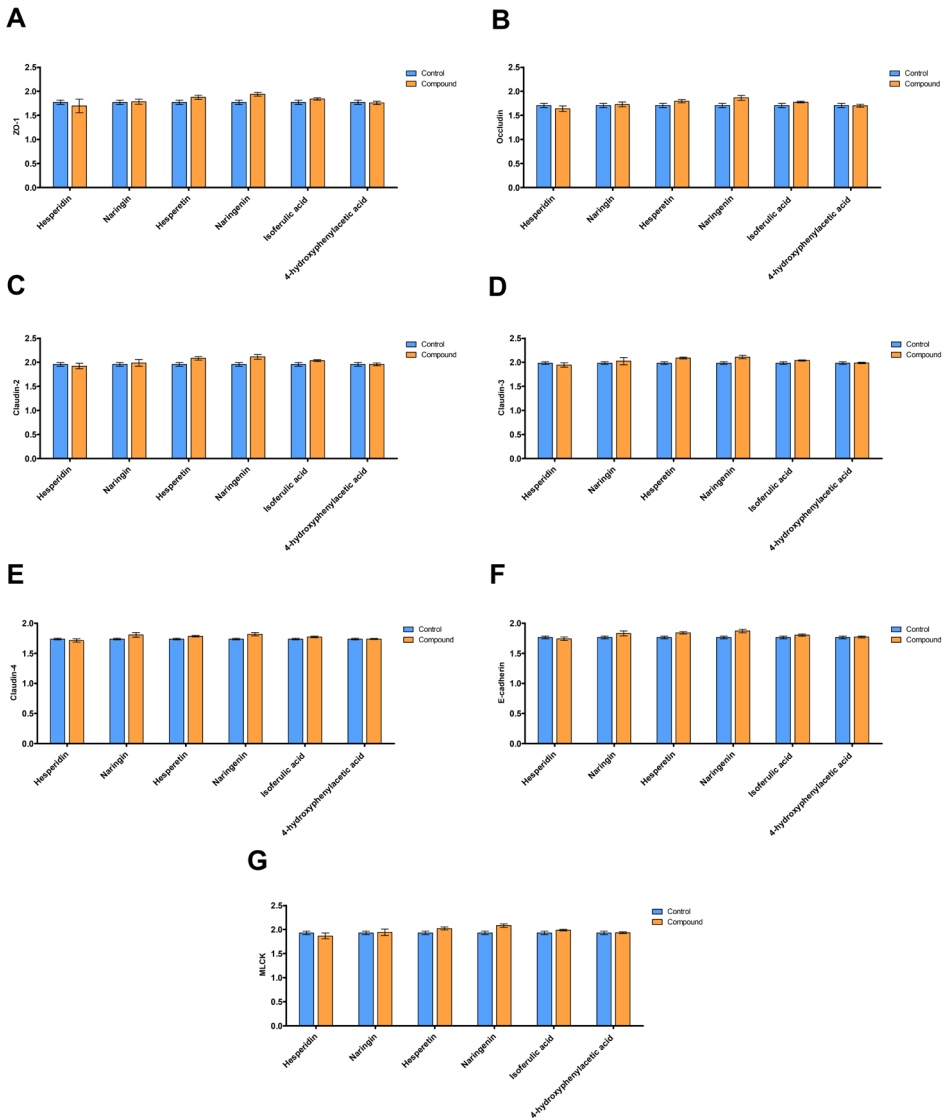 A
2.5
2.0
1.5
1.0
0.5
0.0
ZO-1
Control
Compound
Hesperidin
Naringin
Hesperetin
Naringenin
Isoferulic acid
4-hydroxyphenylacetic acid
B
2.5
2.0
1.5
1.0
0.5
0.0
Occludin
Control
Compound
Hesperidin
Naringin
Hesperetin
Naringenin
Isoferulic acid
4-hydroxyphenylacetic acid
C
2.5
2.0
1.5
1.0
0.5
0.0
Claudin-2
Control
Compound
Hesperidin
Naringin
Hesperetin
Naringenin
Isoferulic acid
4-hydroxyphenylacetic acid
D
2.5
2.0
1.5
1.0
0.5
0.0
Claudin-3
Control
Compound
Hesperidin
Naringin
Hesperetin
Naringenin
Isoferulic acid
4-hydroxyphenylacetic acid
E
2.0
1.5
1.0
0.5
0.0
Claudin-4
Control
Compound
Hesperidin
Naringin
Hesperetin
Naringenin
Isoferulic acid
4-hydroxyphenylacetic acid
F
2.0
1.5
1.0
0.5
0.0
E-cadherin
Control
Compound
Hesperidin
Naringin
Hesperetin
Naringenin
Isoferulic acid
4-hydroxyphenylacetic acid
G
2.5
2.0
1.5
1.0
0.5
0.0
MLCK
Control
Compound
Hesperidin
Naringin
Hesperetin
Naringenin
Isoferulic acid
4-hydroxyphenylacetic acid